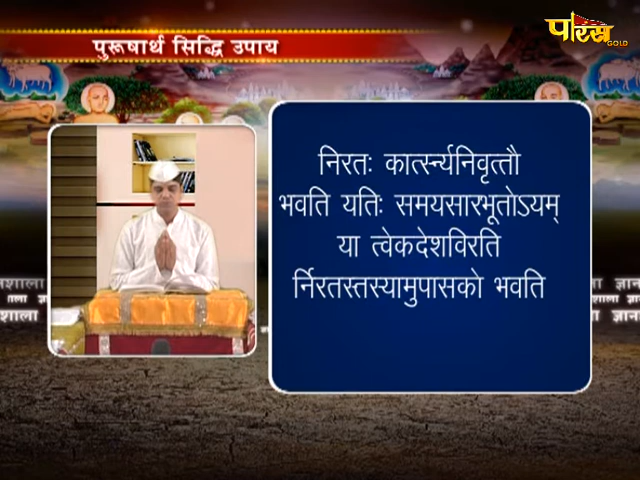 पारस
GOLD
पुरूषार्थ सिद्धि उपाय
निरतः कार्त्स्न्यनिवृत्तौ
भवति यतिः समयसारभूतोऽयम्
या त्वेकदेशविरति
र्निरतस्तस्यामुपासको भवति